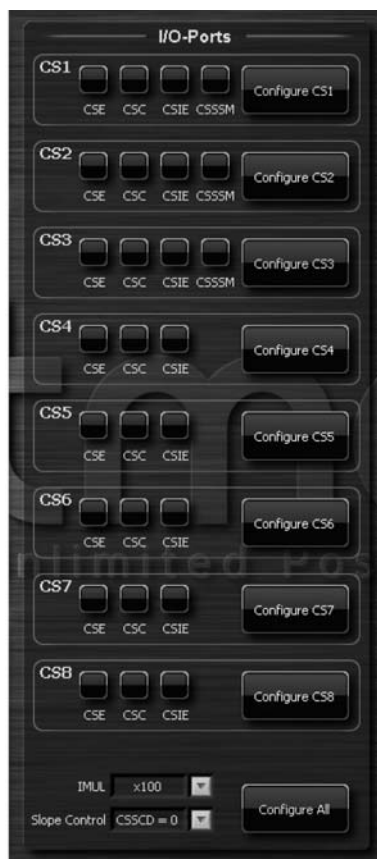 I/O-Ports
CS1
CSE CSC CSIE CSSSM
Configure CS1
CS2
CSE CSC CSIE CSSSM
Configure CS2
CS3
CSE CSC CSIE CSSSM
Configure CS3
CS4
CSE CSC CSIE
Configure CS4
CS5
CSE CSC CSIE
Configure CS5
CS6
CSE CSC CSIE
Configure CS6
nlimited Pos
CS7
CSE CSC CSIE
Configure CS7
CS8
CSE CSC CSIE
Configure CS8
IMUL x100
Slope Control CSSCD = 0
Configure All